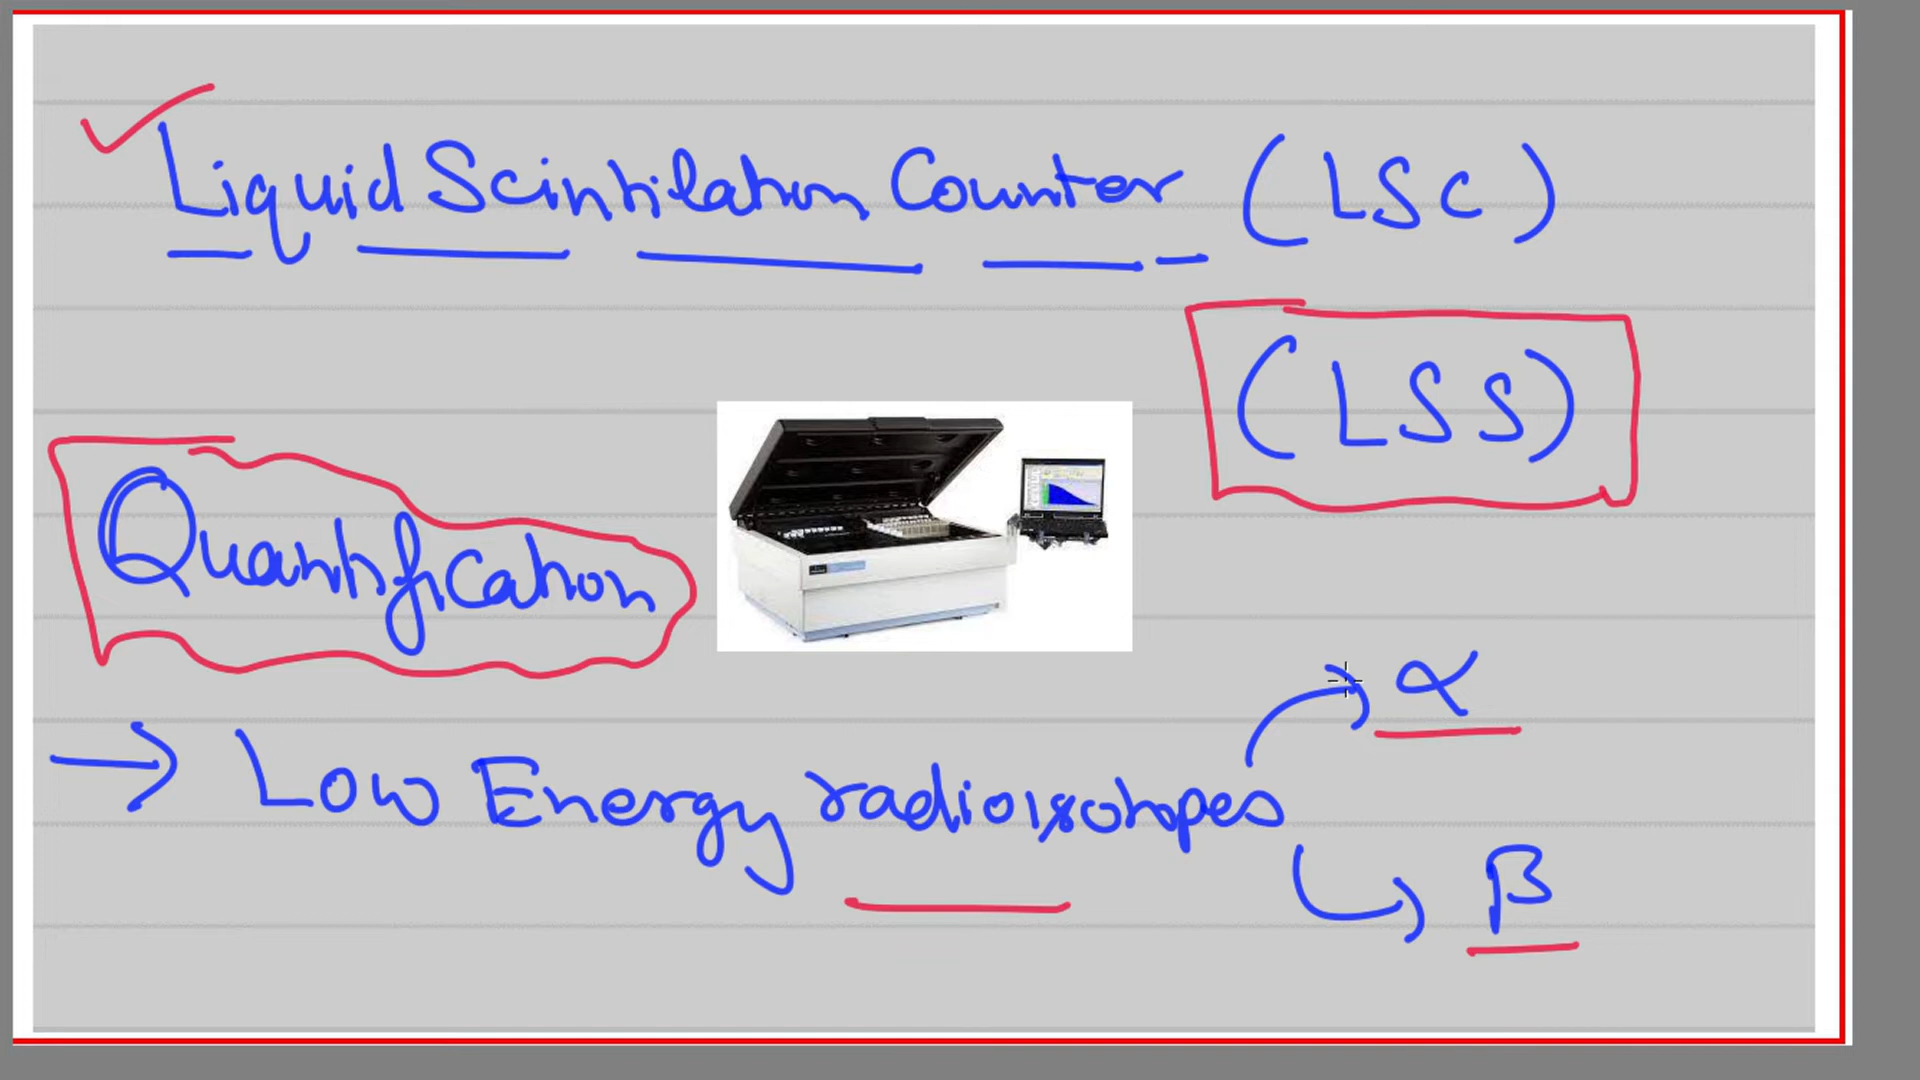 Liquid Scintilation Counter (LSC)
(LSS)
Quantification
→ Low Energy radioisotopes
α
β